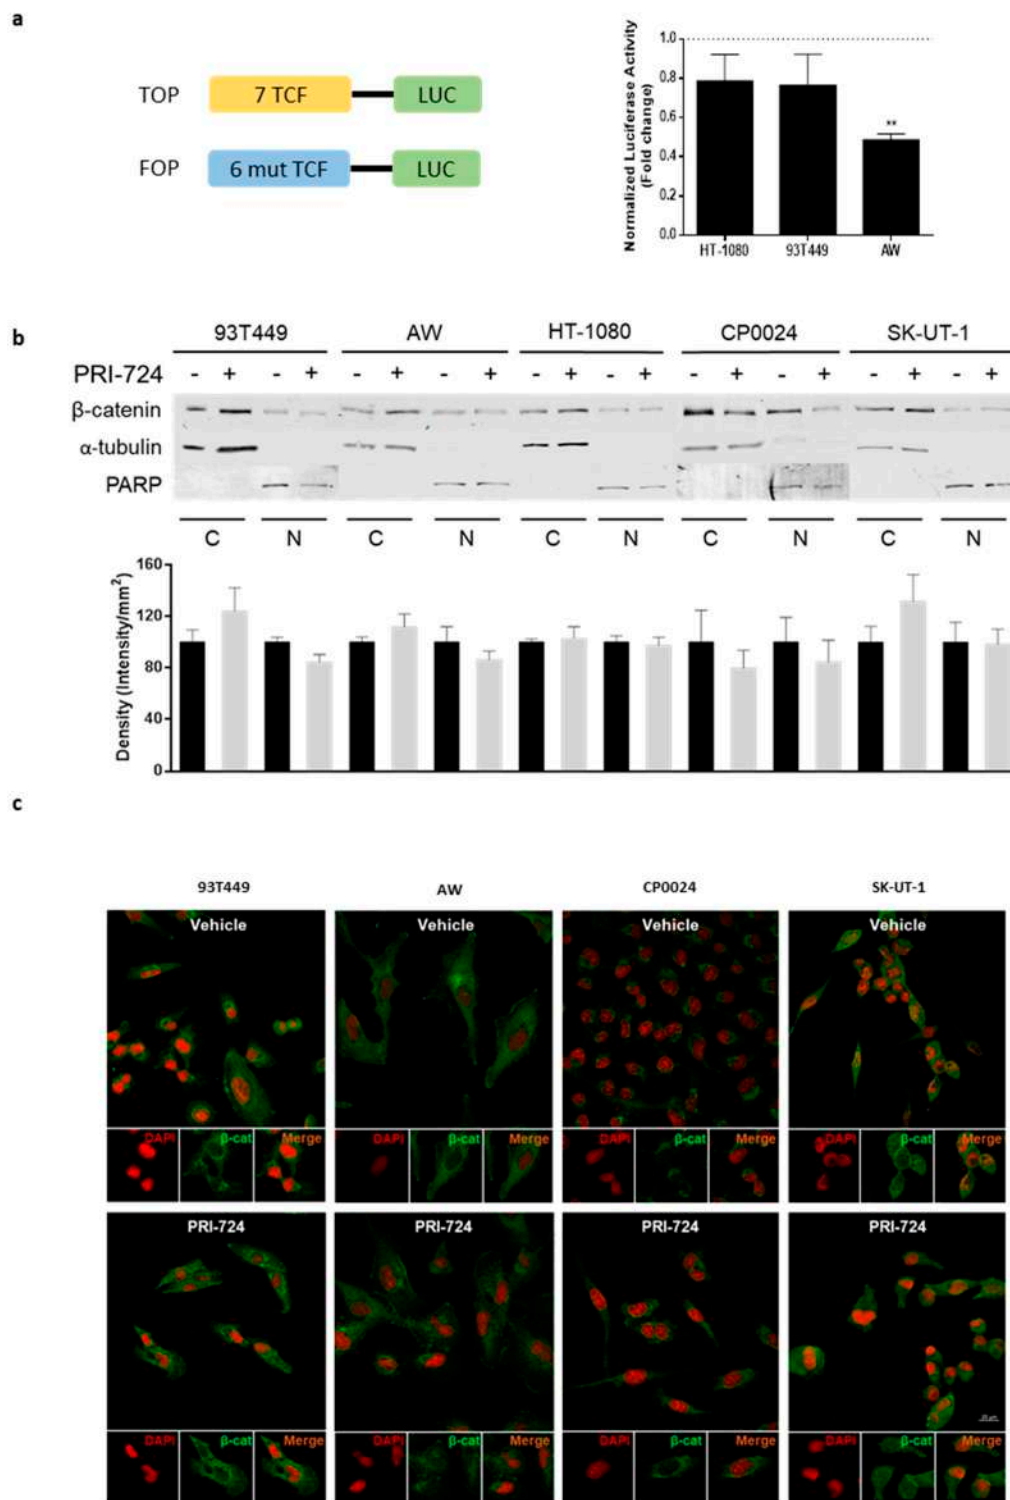 a
TOP 7 TCF LUC
FOP 6 mut TCF LUC
Normalized Luciferase Activity
(Fold change)
1.0
0.8
0.6
0.4
0.2
0.0
**
HT-1080 93T449 AW
b
93T449 AW HT-1080 CP0024 SK-UT-1
PRI-724 - + - + - + - + - + - + - + - + - + - +
β-catenin
α-tubulin
PARP
C N C N C N C N C N
Density (Intensity/mm²)
160
120
80
40
0
c
93T449 AW CP0024 SK-UT-1
Vehicle Vehicle Vehicle Vehicle
DAPI β-cat Merge DAPI β-cat Merge DAPI β-cat Merge DAPI β-cat Merge
PRI-724 PRI-724 PRI-724 PRI-724
DAPI β-cat Merge DAPI β-cat Merge DAPI β-cat Merge DAPI β-cat Merge